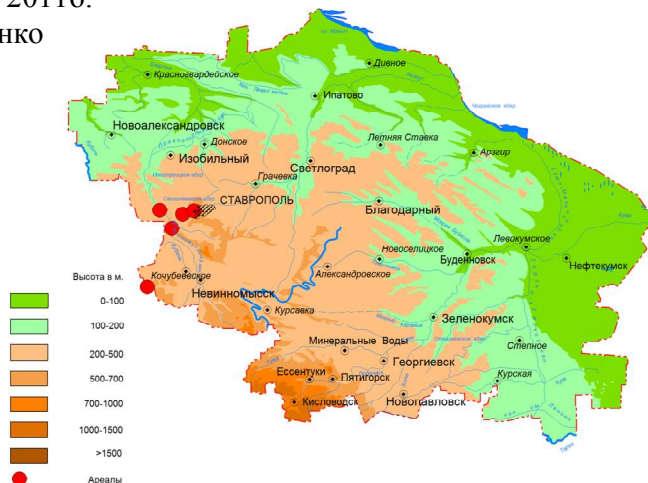 2011б.
нко
Дивное
Красногвардейское
Ипатово
Новоалександровск
Донское
Летняя Ставка
Изобильный
Светлоград
Арзгир
Грачевка
СТАВРОПОЛЬ
Благодарный
Новоселицкое
Левокумское
Буденновск
Нефтекумск
Кочубеевское
Александровское
Невинномысск
Курсавка
Зеленокумск
Минеральные Воды
Степное
Георгиевск
Ессентуки
Пятигорск
Курская
Кисловодск
Новопавловск
Высота в м.
0-100
100-200
200-500
500-700
700-1000
1000-1500
>1500
Ареалы